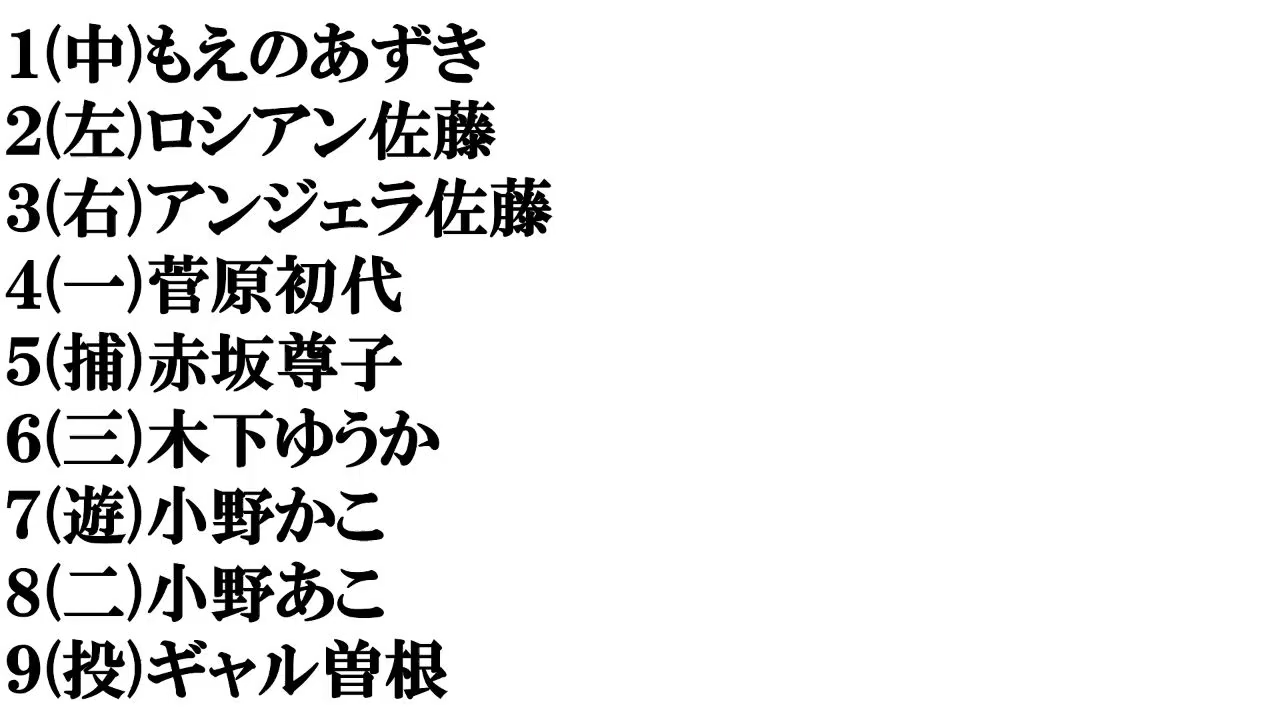 1(中)もえのあずき
2(左)ロシアン佐藤
3(右)アンジェラ佐藤
4(一)菅原初代
5(捕)赤坂尊子
6(三)木下ゆうか
7(遊)小野かこ
8(二)小野あこ
9(投)ギャル曽根